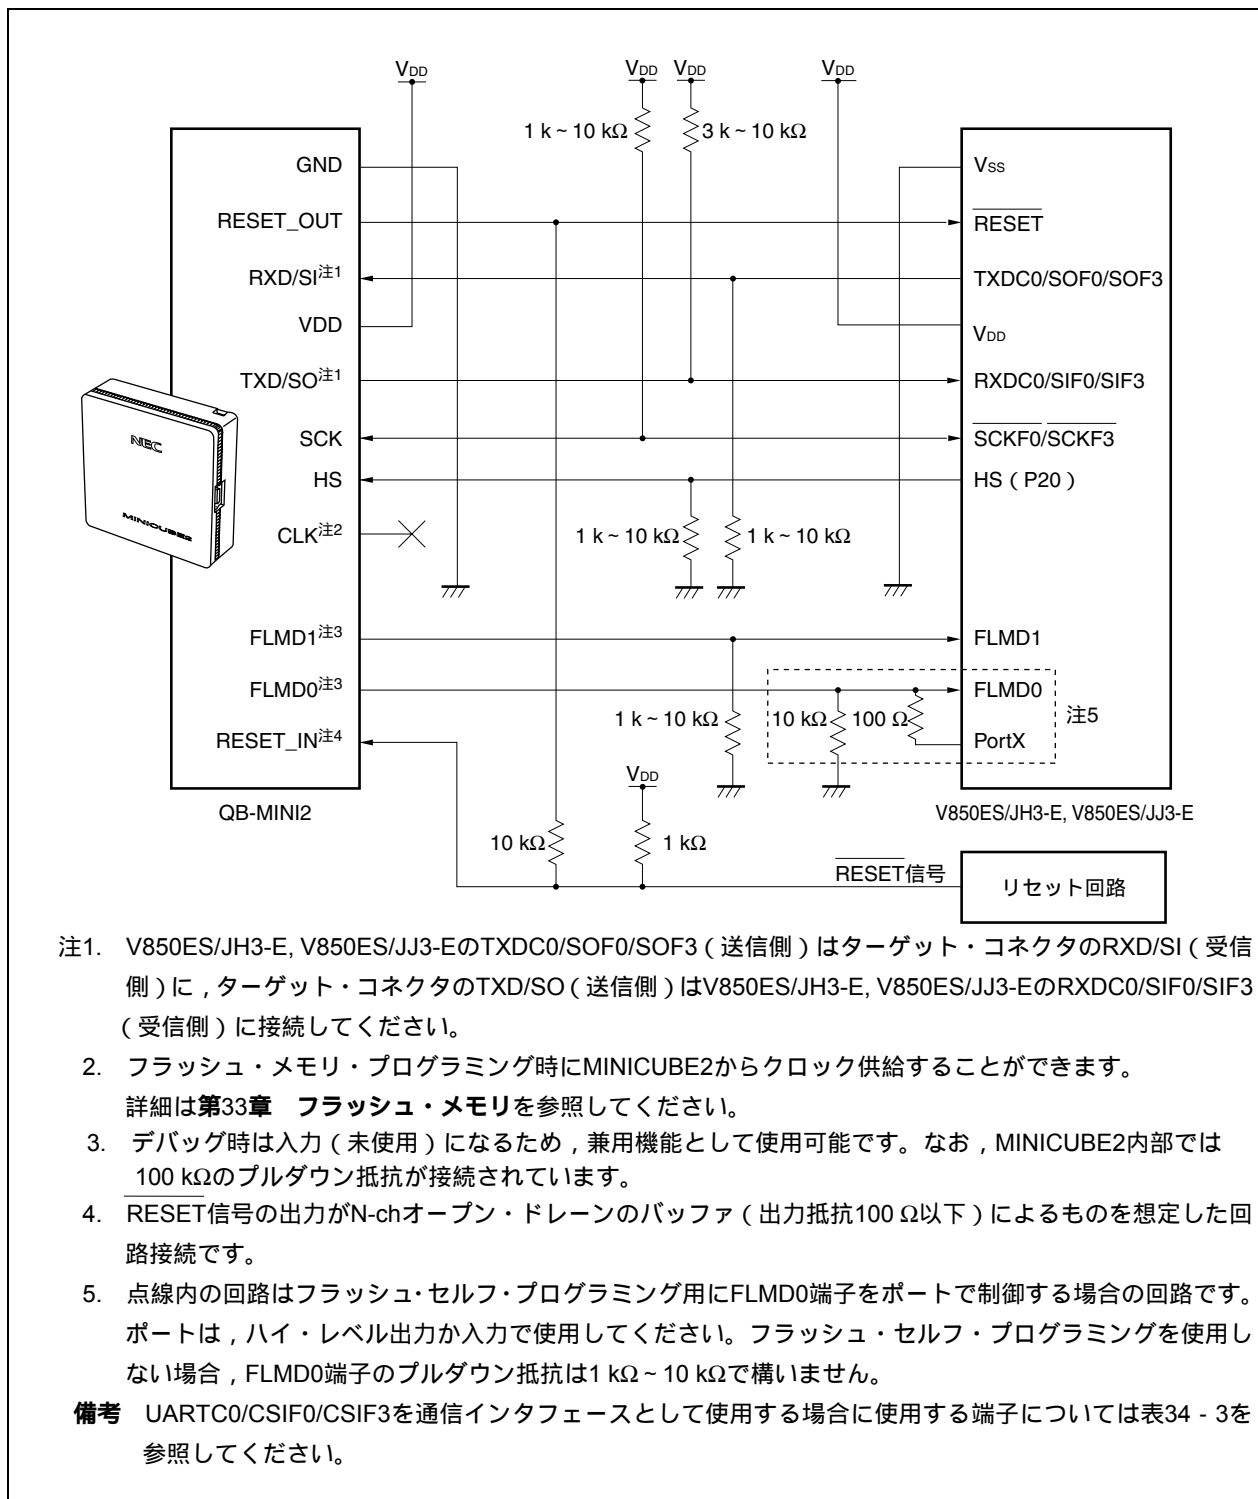 VDD VDD VDD VDD
1 k ~ 10 kΩ 3 k ~ 10 kΩ
GND VSS
RESET_OUT RESET
RXD/SI注1 TXDC0/SOF0/SOF3
VDD VDD
TXD/SO注1 RXDC0/SIF0/SIF3
SCK SCKF0/SCKF3
NEC
HS HS（P20）
MINICUBE2
CLK注2 1 k ~ 10 kΩ 1 k ~ 10 kΩ
FLMD1注3 FLMD1
FLMD0注3 FLMD0
1 k ~ 10 kΩ 10 kΩ 100 Ω 注5
RESET_IN注4 PortX
VDD
QB-MINI2 V850ES/JH3-E, V850ES/JJ3-E
10 kΩ 1 kΩ
RESET信号 リセット回路
注1. V850ES/JH3-E, V850ES/JJ3-EのTXDC0/SOF0/SOF3（送信側）はターゲット・コネクタのRXD/SI（受信
側）に，ターゲット・コネクタのTXD/SO（送信側）はV850ES/JH3-E, V850ES/JJ3-EのRXDC0/SIF0/SIF3
（受信側）に接続してください。
2. フラッシュ・メモリ・プログラミング時にMINICUBE2からクロック供給することができます。
詳細は第33章　フラッシュ・メモリを参照してください。
3. デバッグ時は入力（未使用）になるため，兼用機能として使用可能です。なお，MINICUBE2内部では
100 kΩのプルダウン抵抗が接続されています。
4. RESET信号の出力がN-chオープン・ドレーンのバッファ（出力抵抗100 Ω以下）によるものを想定した回
路接続です。
5. 点線内の回路はフラッシュ・セルフ・プログラミング用にFLMD0端子をポートで制御する場合の回路です。
ポートは，ハイ・レベル出力か入力で使用してください。フラッシュ・セルフ・プログラミングを使用し
ない場合，FLMD0端子のプルダウン抵抗は1 kΩ ~ 10 kΩで構いません。
備考　UARTC0/CSIF0/CSIF3を通信インタフェースとして使用する場合に使用する端子については表34 - 3を
参照してください。